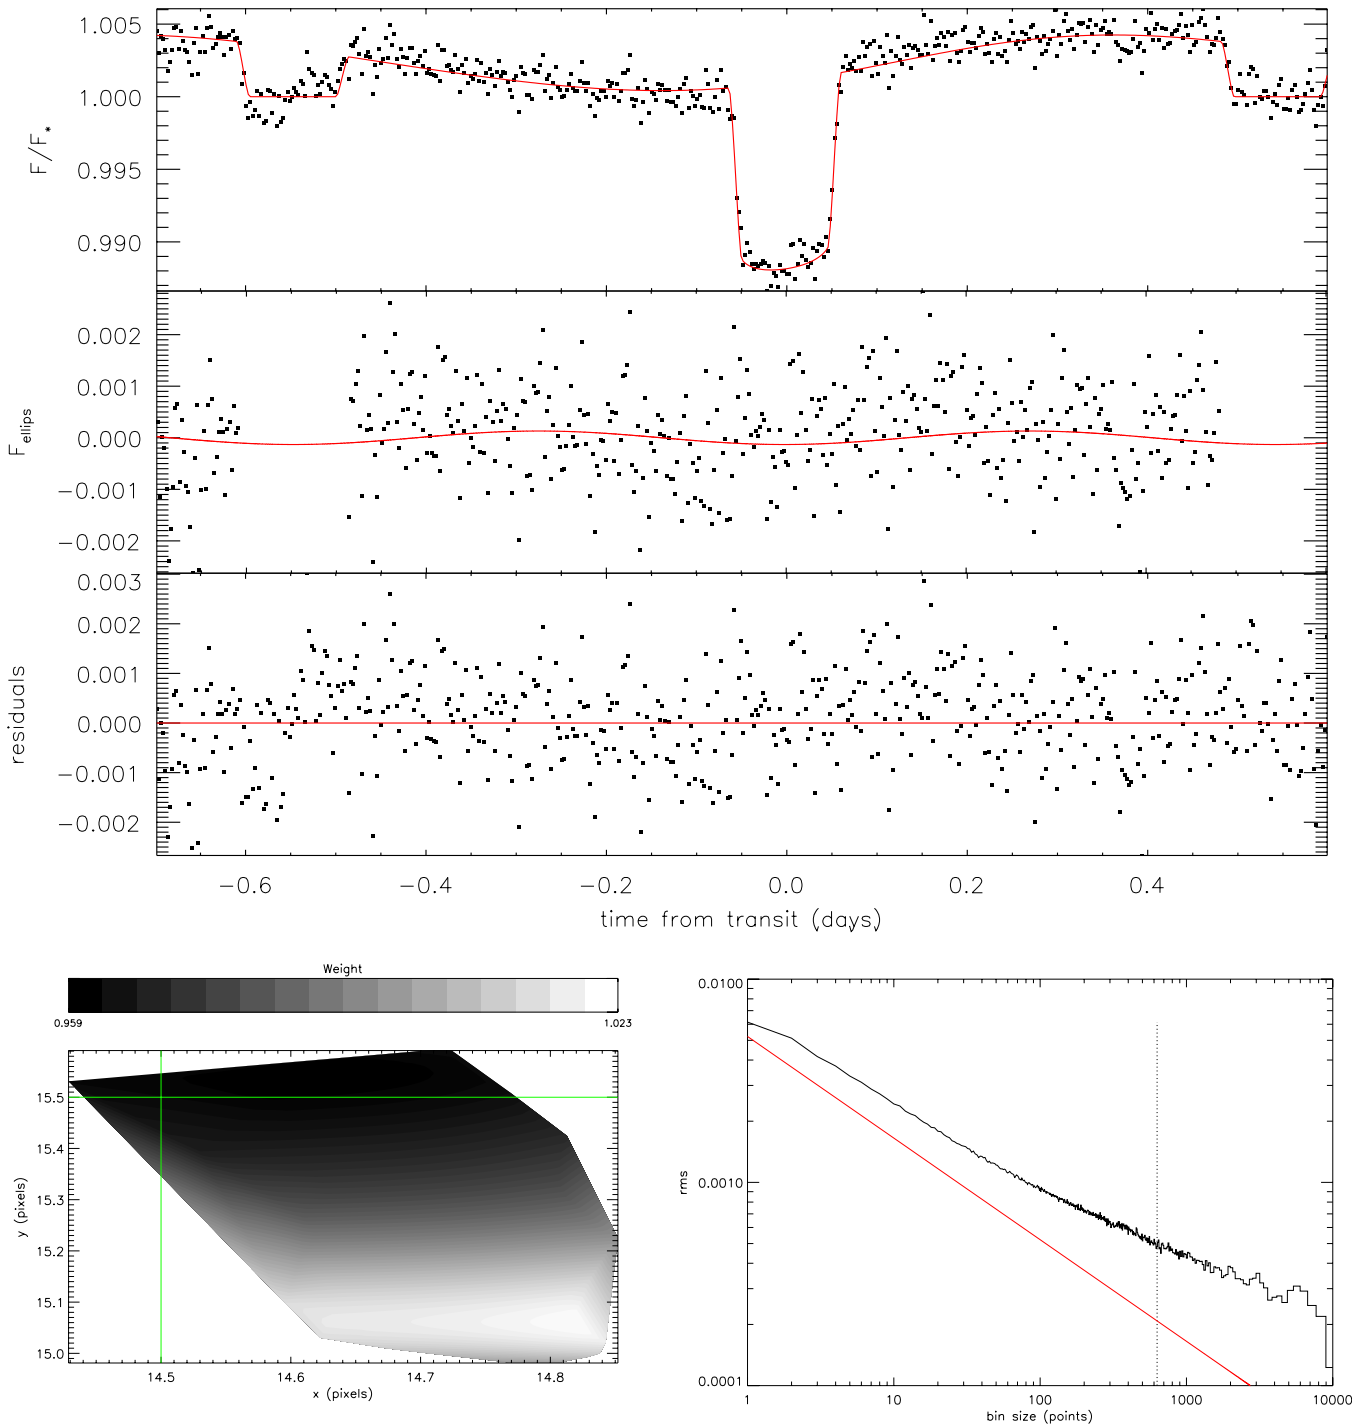 1.005
1.000
0.995
0.990
F/F*
0.002
0.001
0.000
−0.001
−0.002
Fellips
0.003
0.002
0.001
0.000
−0.001
−0.002
residuals
−0.6 −0.4 −0.2 0.0 0.2 0.4
time from transit (days)
Weight
0.959 1.023
15.5
15.4
15.3
15.2
15.1
15.0
y (pixels)
14.5 14.6 14.7 14.8
x (pixels)
0.0100
0.0010
0.0001
rms
1 10 100 1000 10000
bin size (points)